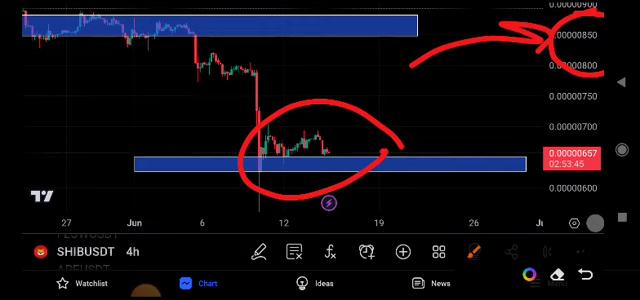 0.00000900
0.00000850
0.00000800
0.00000750
0.00000700
0.00000657
02:53:45
0.00000600
27 Jun 6 12 19 26
SHIBUSDT 4h
Watchlist Chart Ideas News Menu